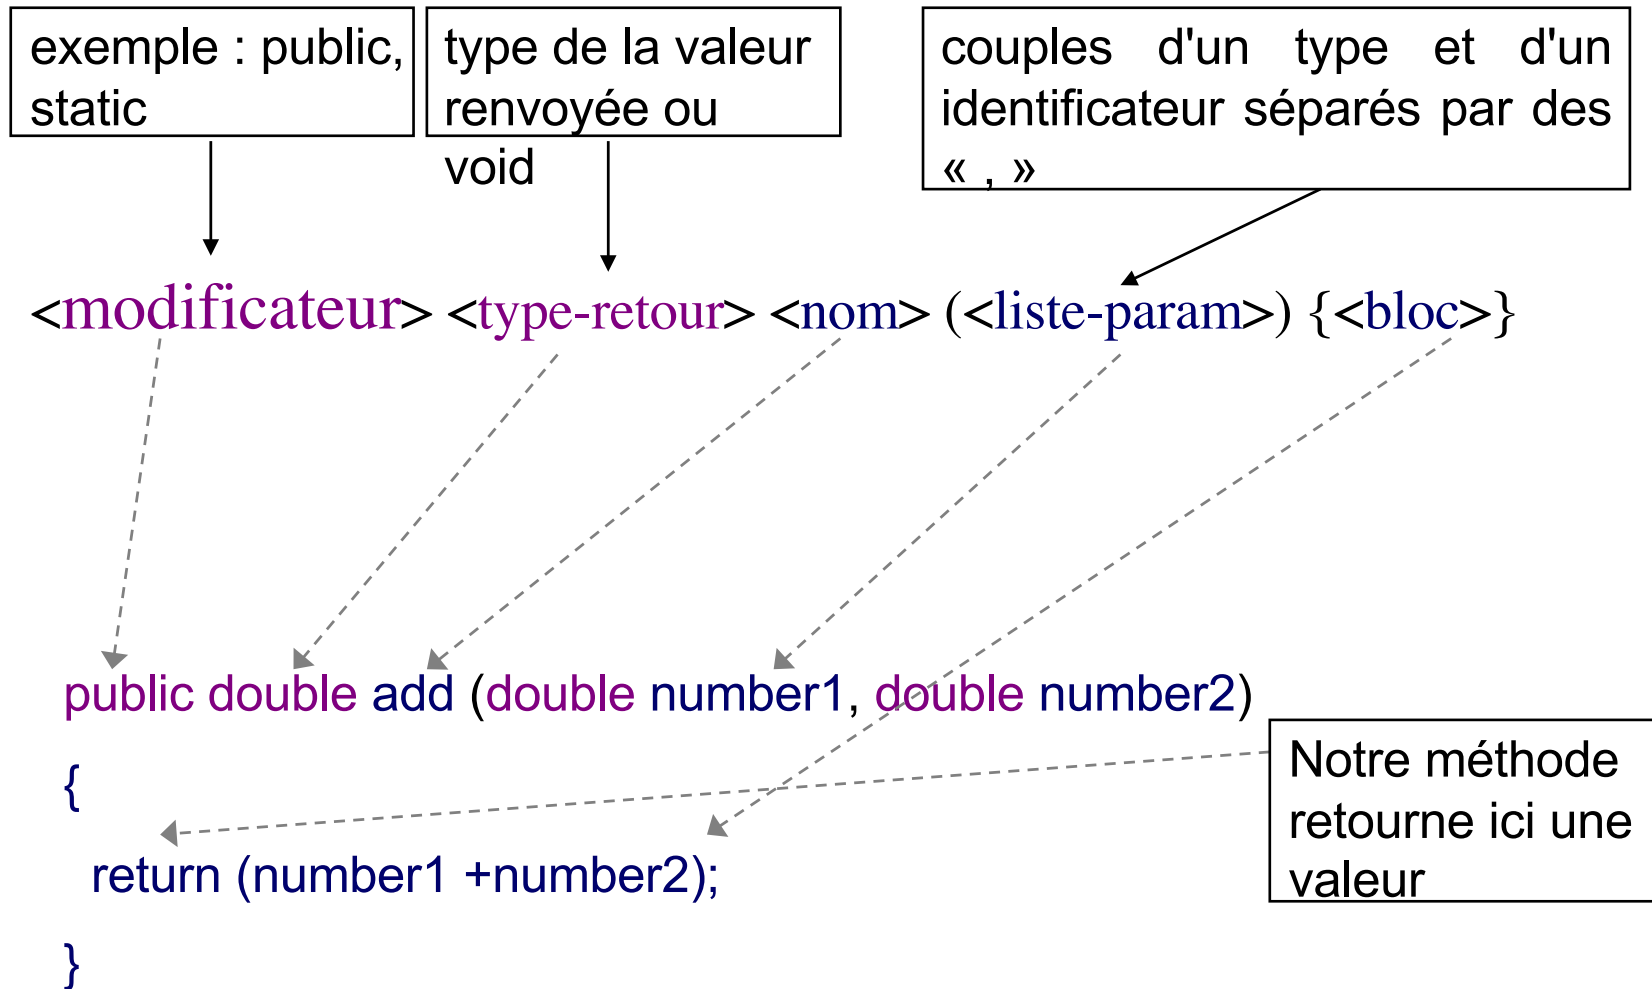 exemple : public,
static
type de la valeur
renvoyée ou
void
couples d'un type et d'un
identificateur séparés par des
« , »
<modificateur> <type-retour> <nom> (<liste-param>) {<bloc>}
public double add (double number1, double number2)
{
return (number1 +number2);
}
Notre méthode
retourne ici une
valeur